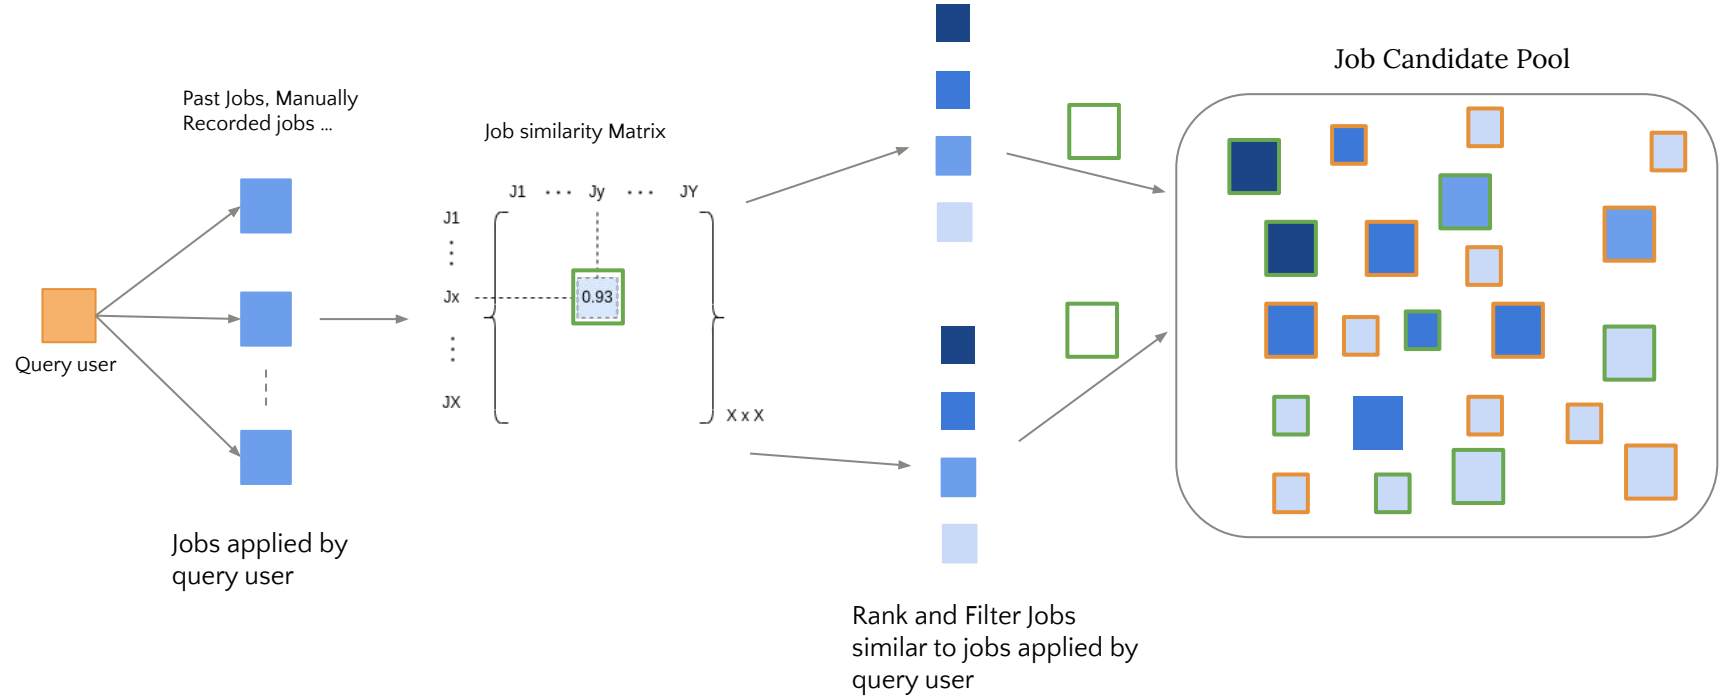 Job Candidate Pool
Past Jobs, Manually
Recorded jobs ...
Job similarity Matrix
J1 ... Jy ... JY
J1
Jx
0.93
JX
X x X
Query user
Jobs applied by
query user
Rank and Filter Jobs
similar to jobs applied by
query user